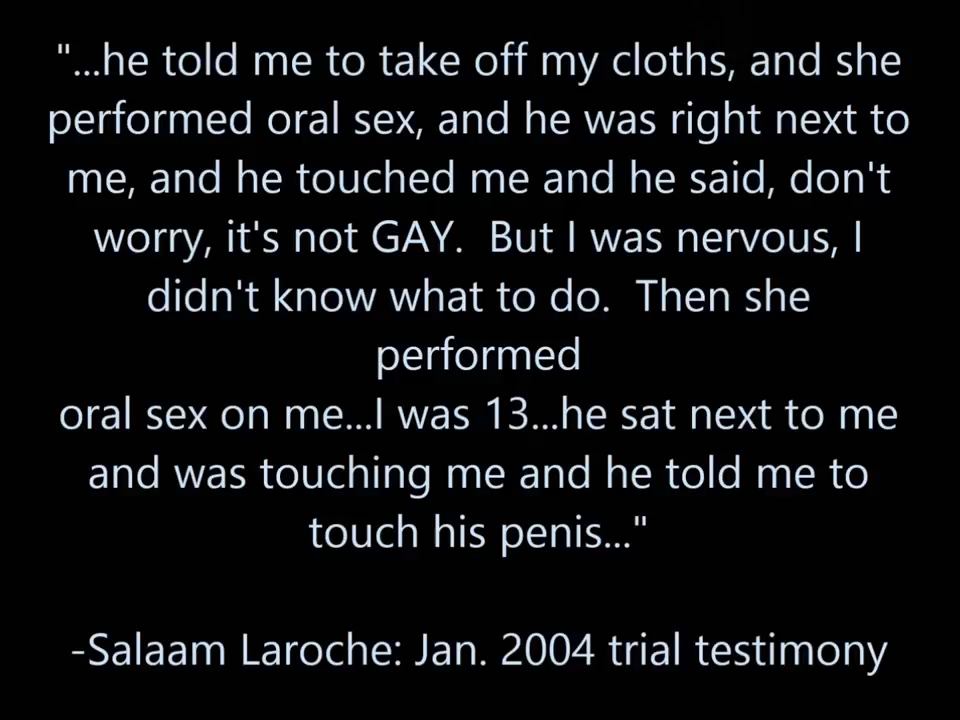 "...he told me to take off my cloths, and she
performed oral sex, and he was right next to
me, and he touched me and he said, don't
worry, it's not GAY.  But I was nervous, I
didn't know what to do.  Then she
performed
oral sex on me...I was 13...he sat next to me
and was touching me and he told me to
touch his penis..."
-Salaam Laroche: Jan. 2004 trial testimony